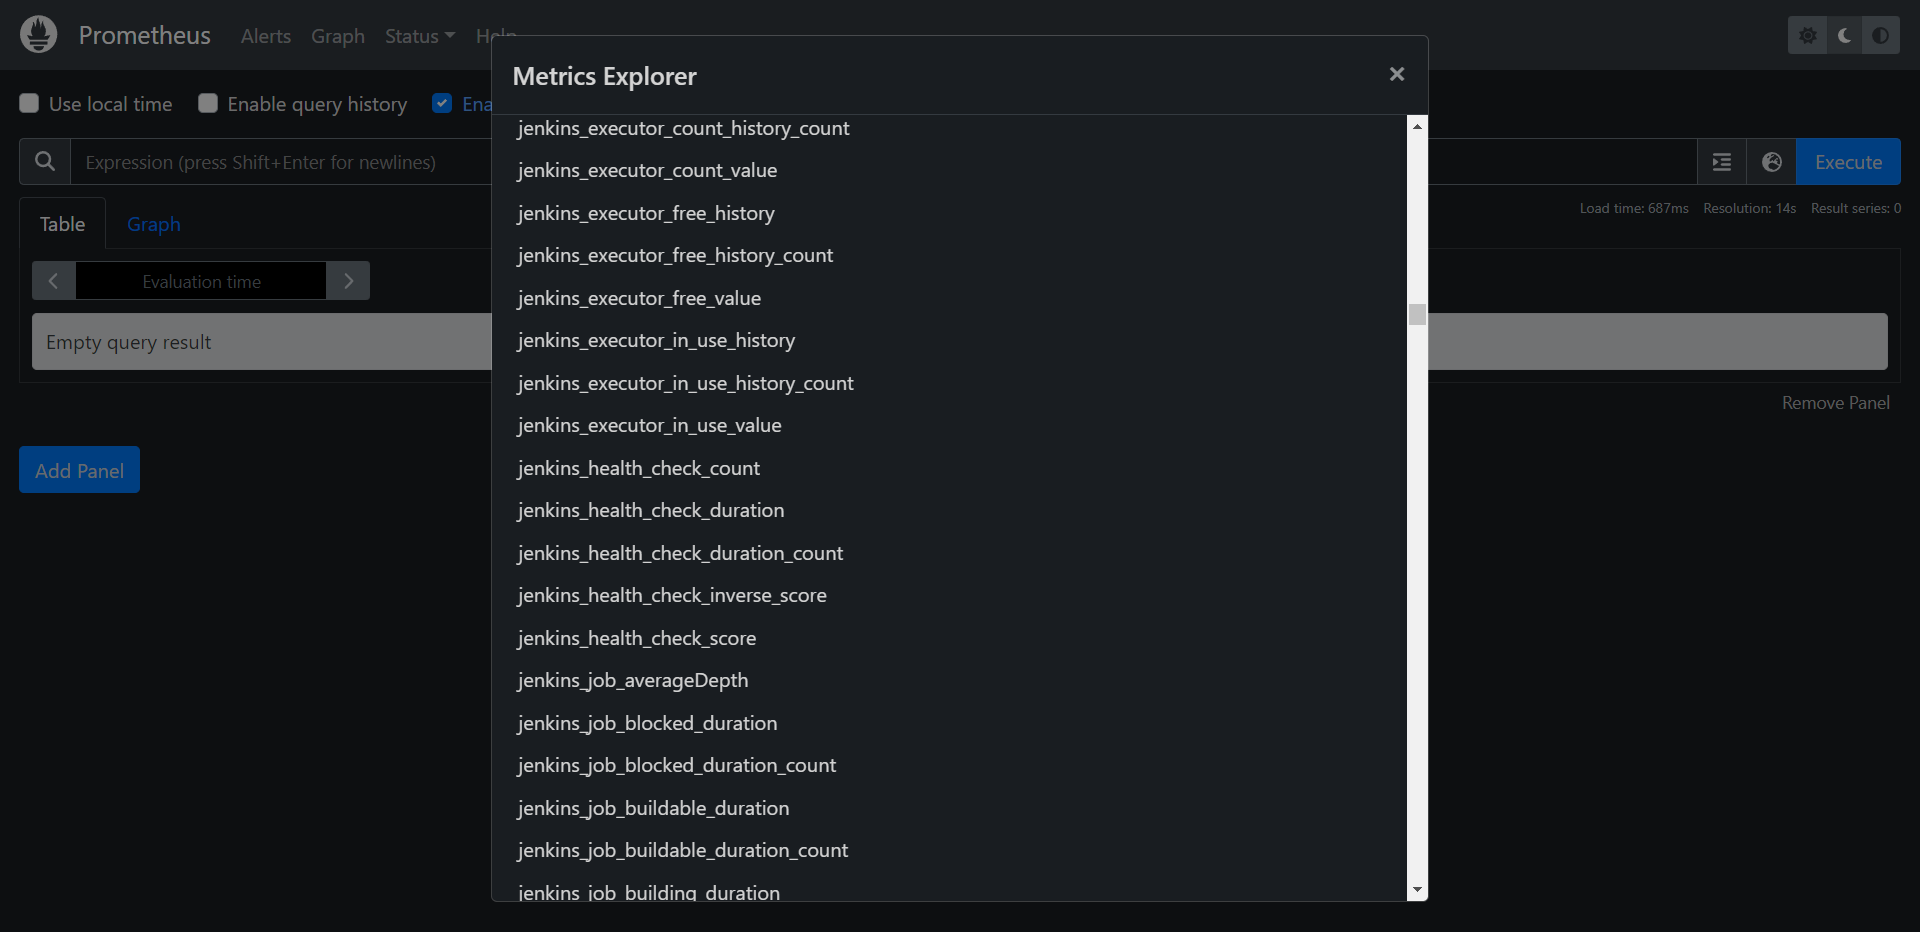 Prometheus Alerts Graph Status Help
Metrics Explorer
×
Use local time Enable query history Ena
Expression (press Shift+Enter for newlines)
Execute
Load time: 687ms Resolution: 14s Result series: 0
Table Graph
Evaluation time
Empty query result
Remove Panel
Add Panel
jenkins_executor_count_history_count
jenkins_executor_count_value
jenkins_executor_free_history
jenkins_executor_free_history_count
jenkins_executor_free_value
jenkins_executor_in_use_history
jenkins_executor_in_use_history_count
jenkins_executor_in_use_value
jenkins_health_check_count
jenkins_health_check_duration
jenkins_health_check_duration_count
jenkins_health_check_inverse_score
jenkins_health_check_score
jenkins_job_averageDepth
jenkins_job_blocked_duration
jenkins_job_blocked_duration_count
jenkins_job_buildable_duration
jenkins_job_buildable_duration_count
jenkins_job_building_duration